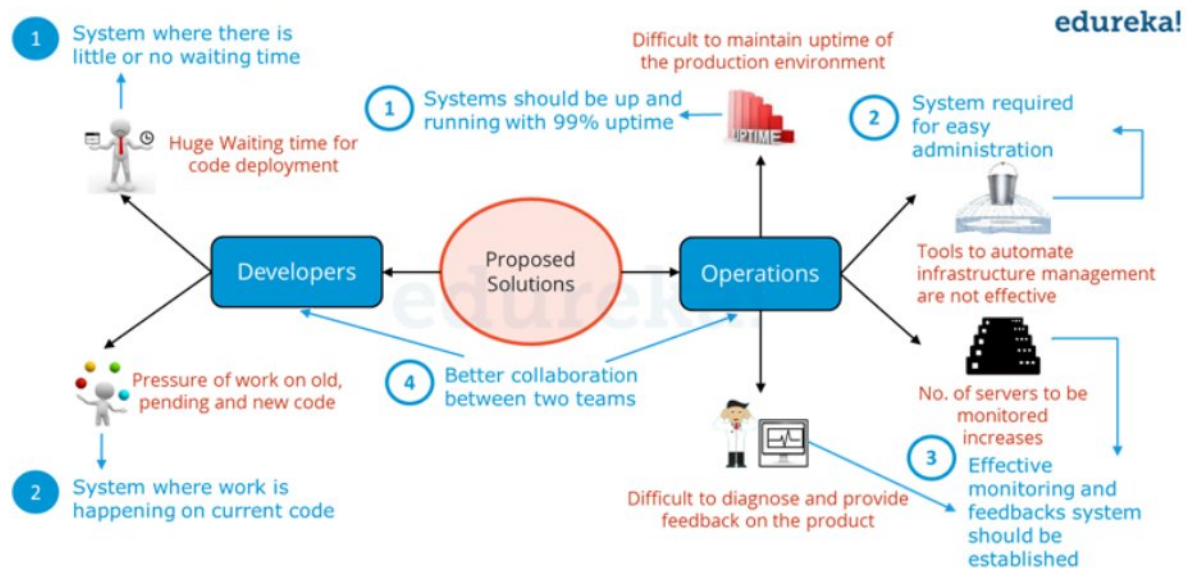 edureka!
1
System where there is
little or no waiting time
Huge Waiting time for
code deployment
Difficult to maintain uptime of
the production environment
1
Systems should be up and
running with 99% uptime
UPTIME
2
System required
for easy
administration
Tools to automate
infrastructure management
are not effective
Developers
Proposed
Solutions
Operations
edureka!
4
Better collaboration
between two teams
Pressure of work on old,
pending and new code
2
System where work is
happening on current code
No. of servers to be
monitored
increases
3
Effective
monitoring and
feedbacks system
should be
established
Difficult to diagnose and provide
feedback on the product